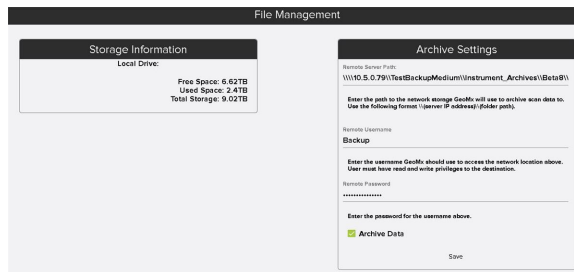 File Management
Storage Information
Local Drive:
Free Space: 6.62TB
Used Space: 2.4TB
Total Storage: 9.02TB
Archive Settings
Remote Server Path:
\\\\10.5.0.79\\TestBackupMedium\\Instrument_Archives\\Beta8\\
Enter the path to the network storage GeoMx will use to archive scan data to.
Use the following format \\(server IP address)\(folder path).
Remote Username
Backup
Enter the username GeoMx should use to access the network location above.
User must have read and write privileges to the destination.
Remote Password
•••••••••••••••
Enter the password for the username above.
Archive Data
Save